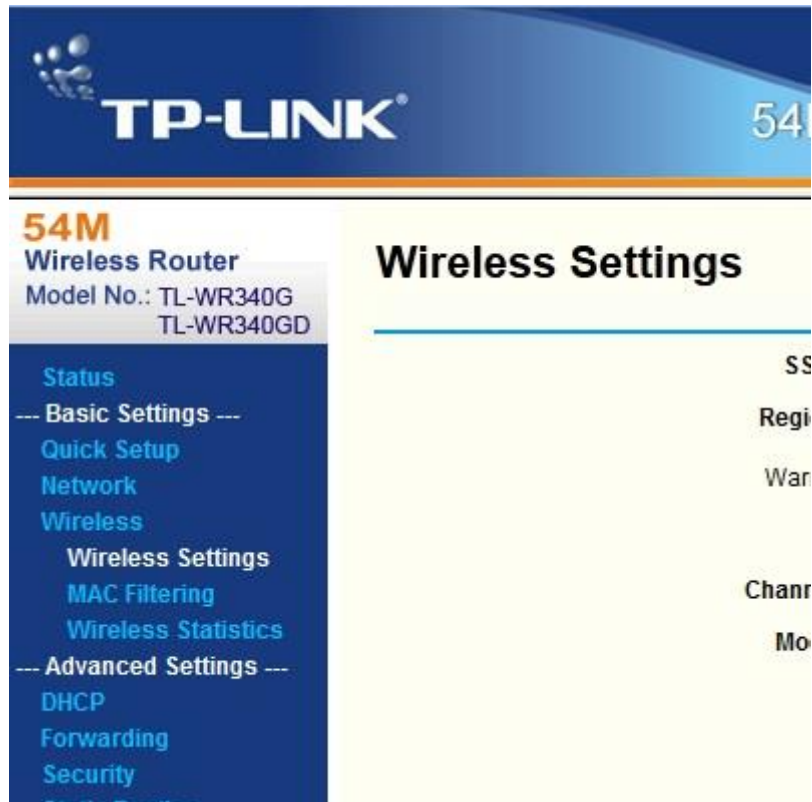 TP-LINK®
54M
Wireless Router
Model No.: TL-WR340G
TL-WR340GD
Status
--- Basic Settings ---
Quick Setup
Network
Wireless
Wireless Settings
MAC Filtering
Wireless Statistics
--- Advanced Settings ---
DHCP
Forwarding
Security
Wireless Settings